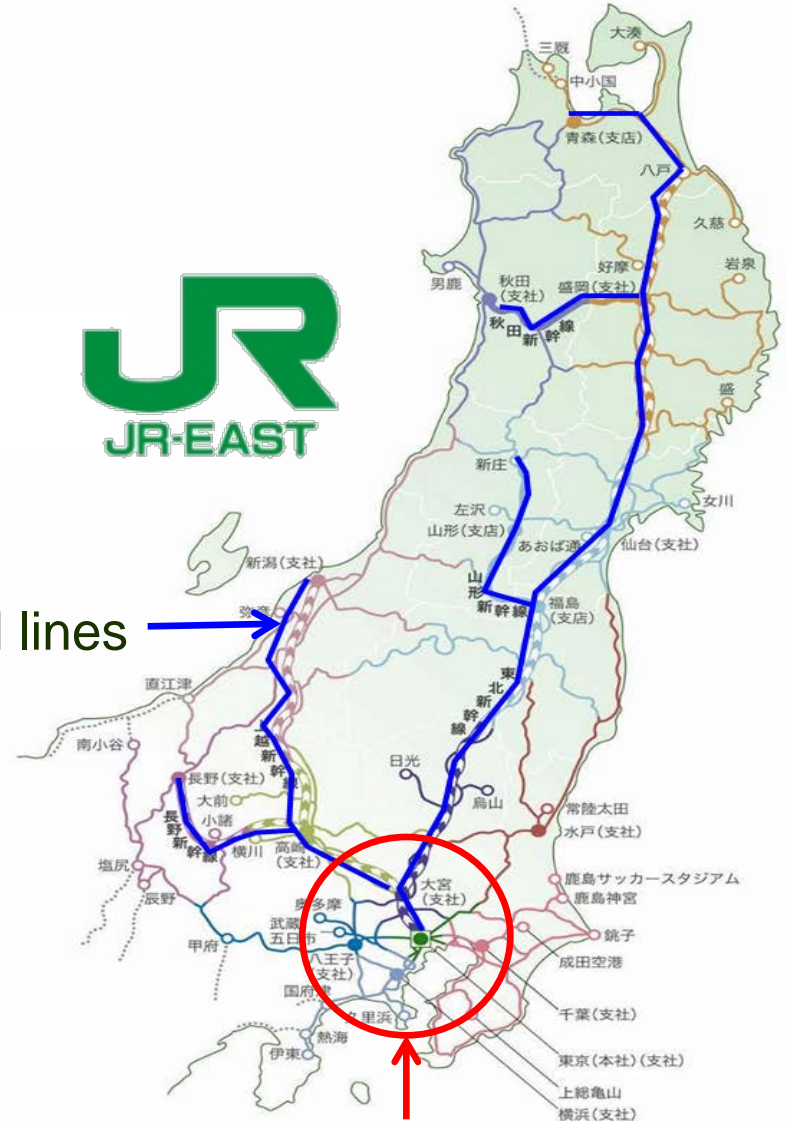 大湊
三厩
中小国
青森(支店)
八戸
久慈
好摩
岩泉
男鹿
秋田
(支社)
盛岡(支社)
秋田新幹線
JR
JR-EAST
盛
新庄
左沢
女川
山形(支店)
あおば通
仙台(支社)
新潟(支社)
山形新幹線
福島
(支店)
弥彦
lines
東北新幹線
直江津
上越新幹線
南小谷
日光
長野(支社)
大前
烏山
常陸太田
小諸
水戸(支社)
長野新幹線
横川
高崎
(支社)
塩尻
大宮
(支社)
鹿島サッカースタジアム
辰野
奥多摩
鹿島神宮
武蔵
五日市
銚子
甲府
八王子
(支社)
成田空港
国府津
久里浜
千葉(支社)
熱海
伊東
東京(本社)(支社)
上総亀山
横浜(支社)